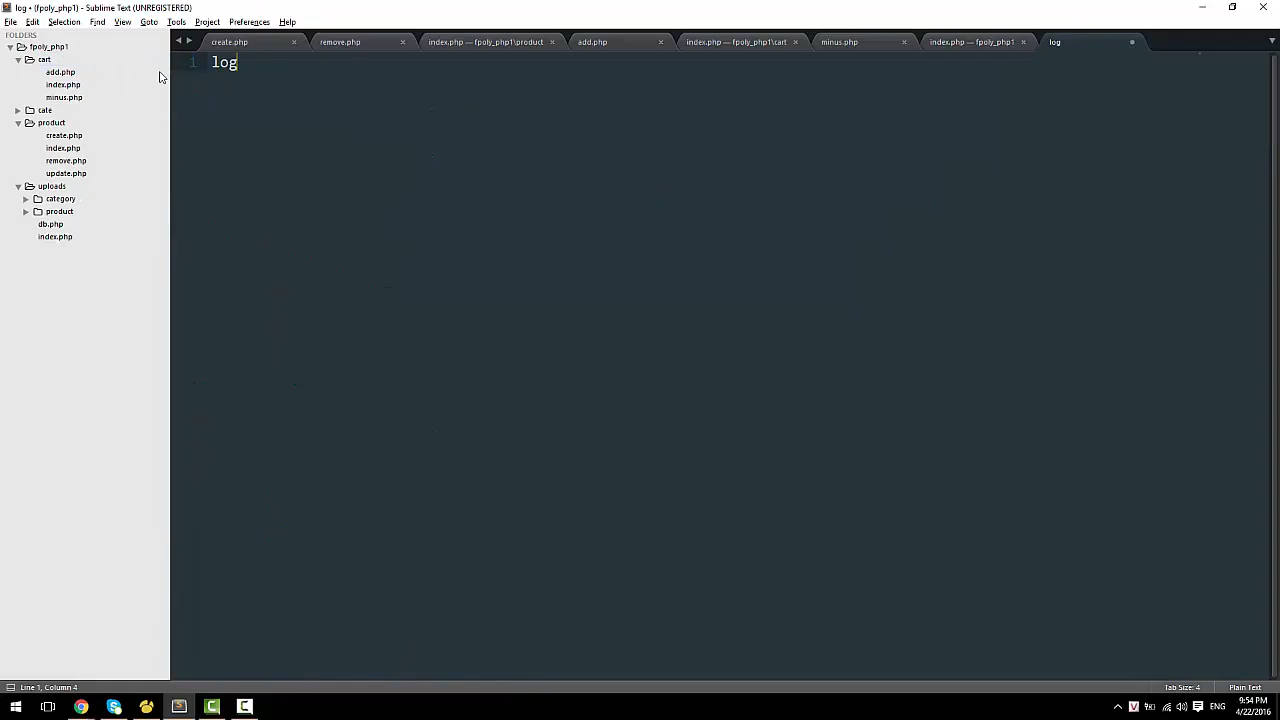 log • (fpoly_php1) - Sublime Text (UNREGISTERED)
File Edit Selection Find View Goto Tools Project Preferences Help
FOLDERS
fpoly_php1
cart
add.php
index.php
minus.php
cate
product
create.php
index.php
remove.php
update.php
uploads
category
product
db.php
index.php
create.php remove.php index.php — fpoly_php1\product add.php index.php — fpoly_php1\cart minus.php index.php — fpoly_php1 log
1 log
Line 1, Column 4 Tab Size: 4 Plain Text
ENG
9:54 PM
4/22/2016